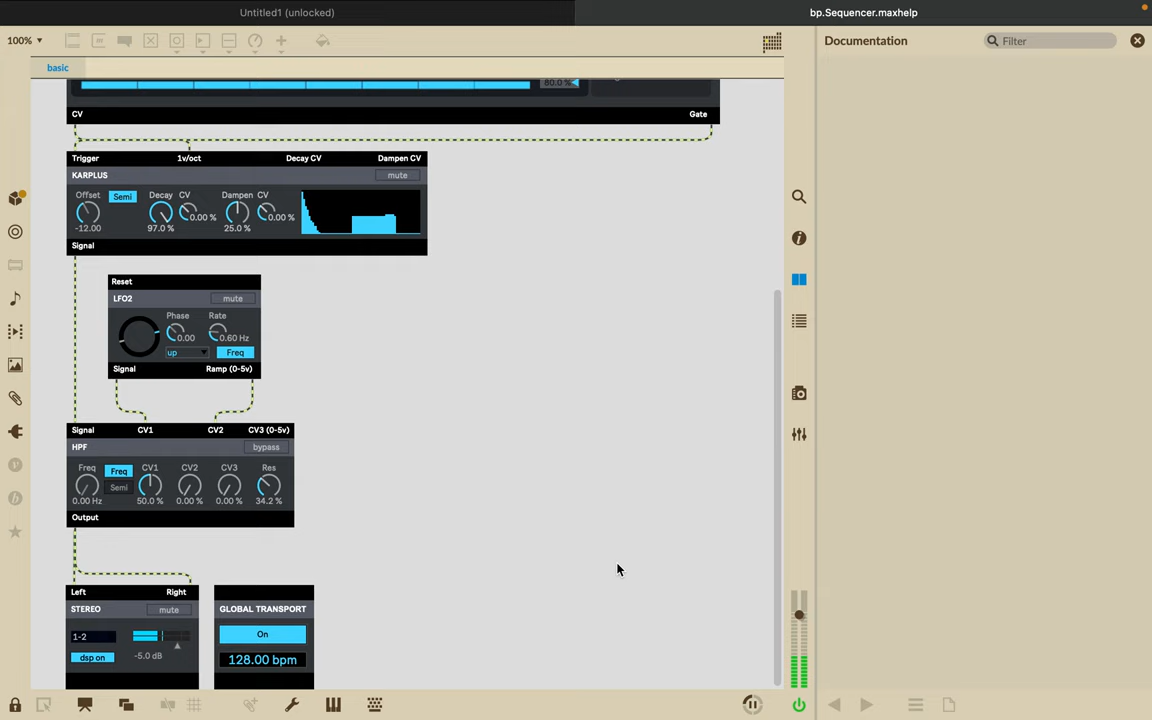 Untitled1 (unlocked)
bp.Sequencer.maxhelp
100%
Documentation
Filter
basic
80.0 %
CV
Gate
Trigger
1v/oct
Decay CV
Dampen CV
KARPLUS
mute
Offset
Semi
Decay
CV
Dampen
CV
-12.00
97.0 %
0.00 %
25.0 %
0.00 %
Signal
Reset
LFO2
mute
Phase
Rate
0.00
0.60 Hz
up
Freq
Signal
Ramp (0-5v)
Signal
CV1
CV2
CV3 (0-5v)
HPF
bypass
Freq
Freq
Semi
CV1
CV2
CV3
Res
0.00 Hz
50.0 %
0.00 %
0.00 %
34.2 %
Output
Left
Right
STEREO
mute
1-2
dsp on
-5.0 dB
GLOBAL TRANSPORT
On
128.00 bpm